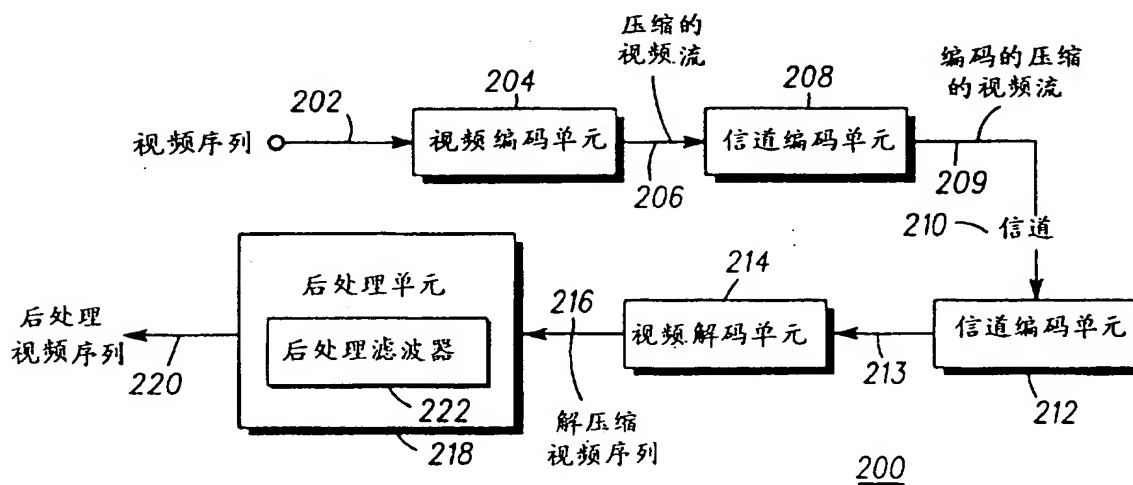 压缩的
视频流
编码的压缩
的视频流
204
208
202
视频序列
视频编码单元
信道编码单元
206
209
210
信道
后处理单元
214
216
后处理
视频序列
后处理滤波器
视频解码单元
信道编码单元
220
222
213
212
218
解压缩
视频序列
200